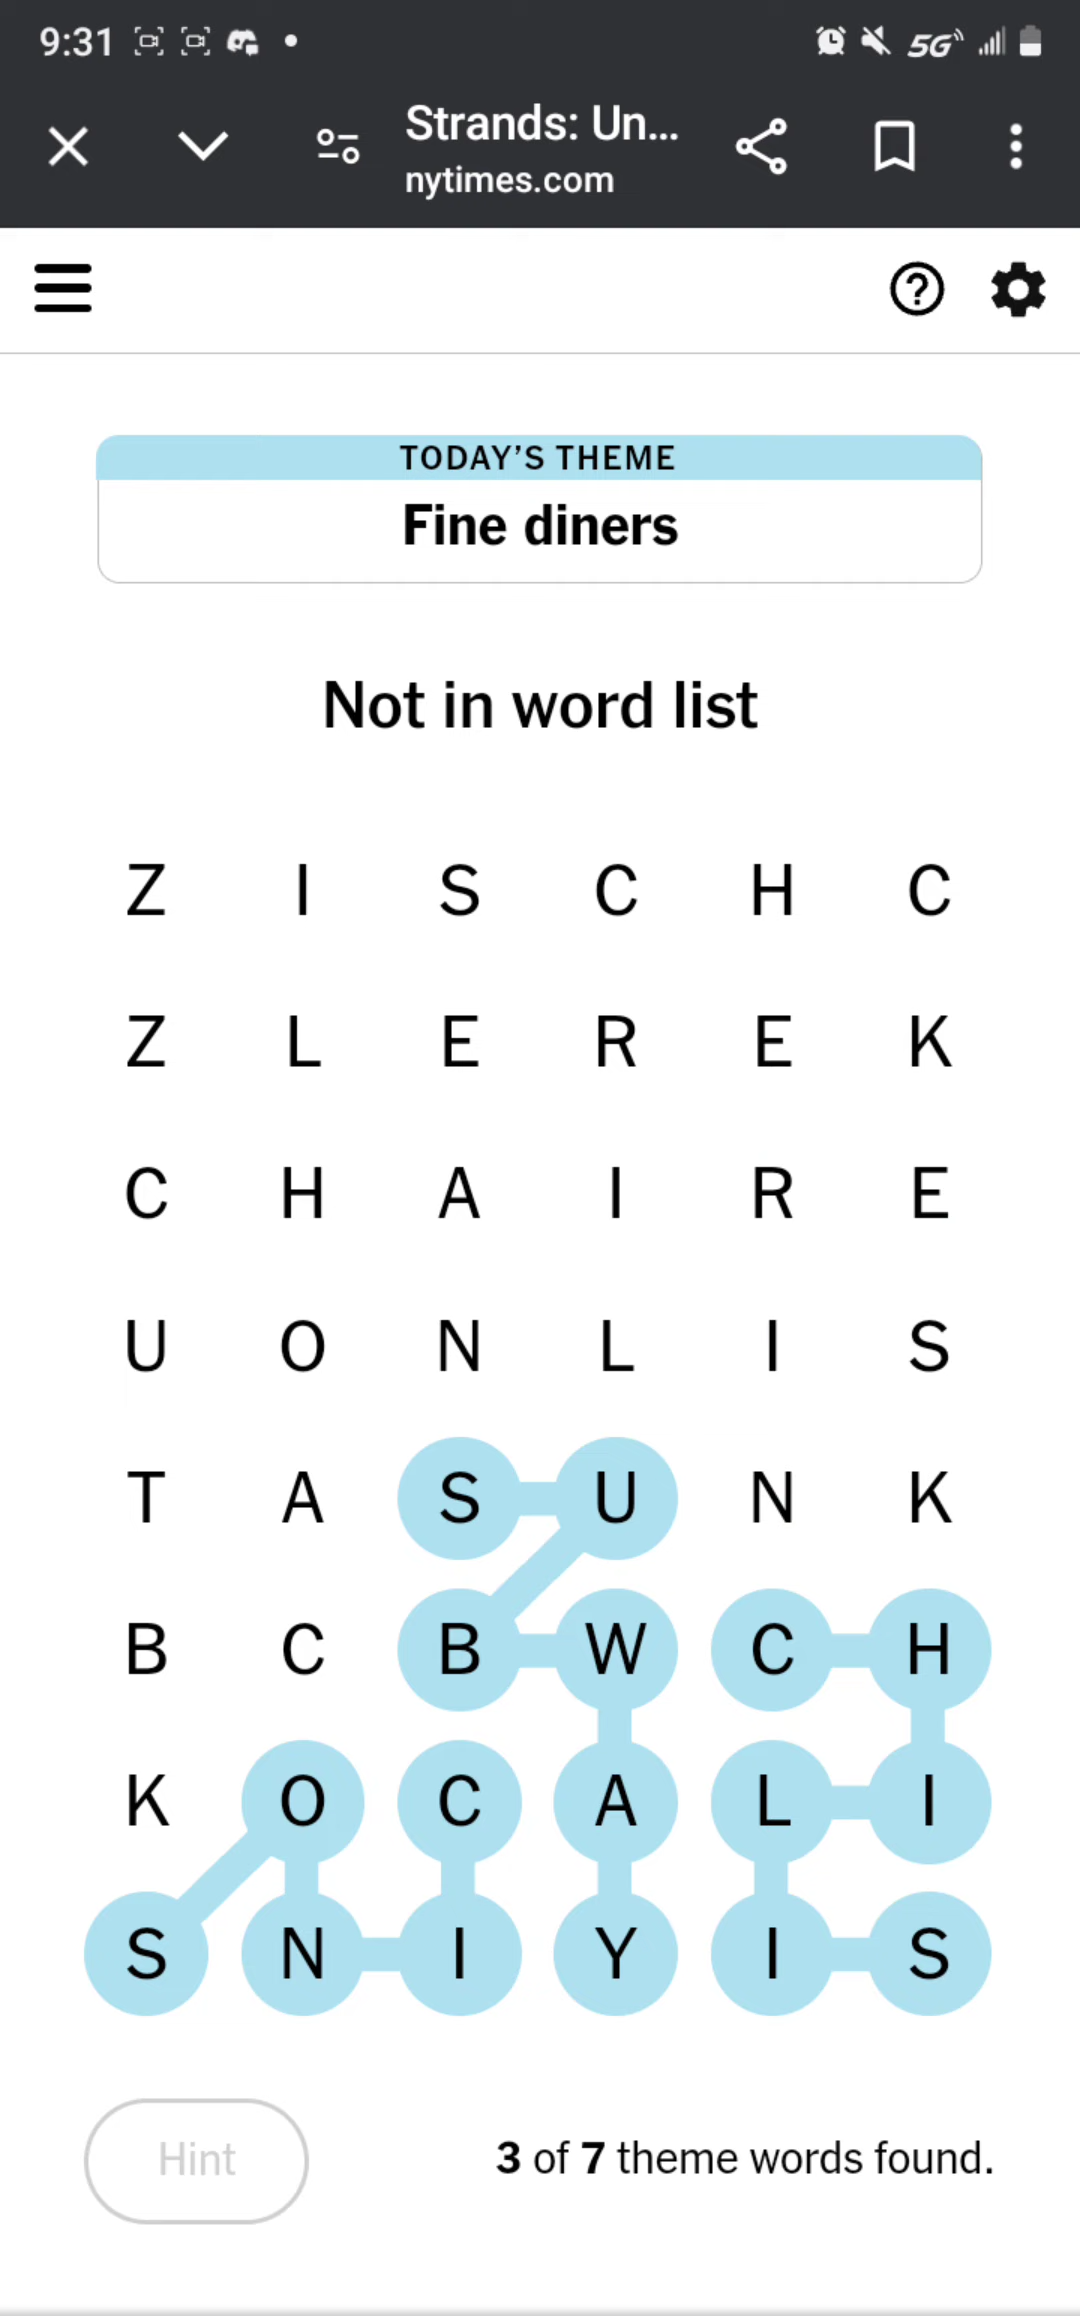 9:31
5G
Strands: Un...
nytimes.com
TODAY'S THEME
Fine diners
Not in word list
Z I S C H C
Z L E R E K
C H A I R E
U O N L I S
T A S U N K
B C B W C H
K O C A L I
S N I Y I S
Hint
3 of 7 theme words found.